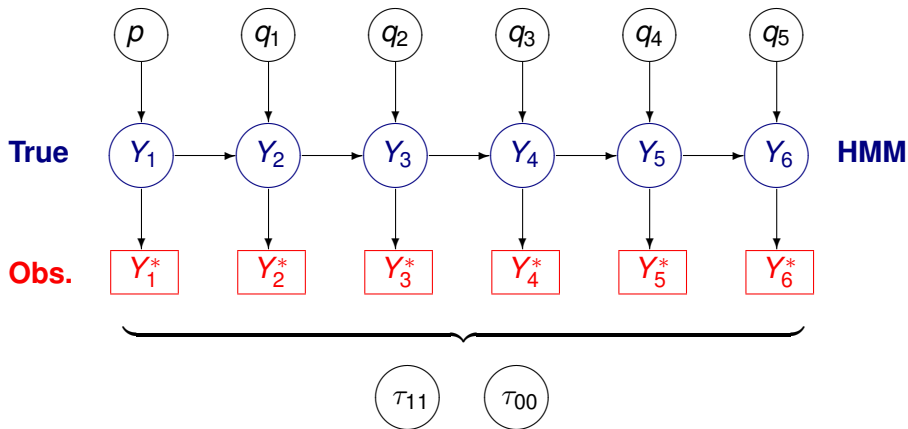 p q₁ q₂ q₃ q₄ q₅
True Y₁ Y₂ Y₃ Y₄ Y₅ Y₆ HMM
Obs. Y₁* Y₂* Y₃* Y₄* Y₅* Y₆*
τ₁₁ τ₀₀